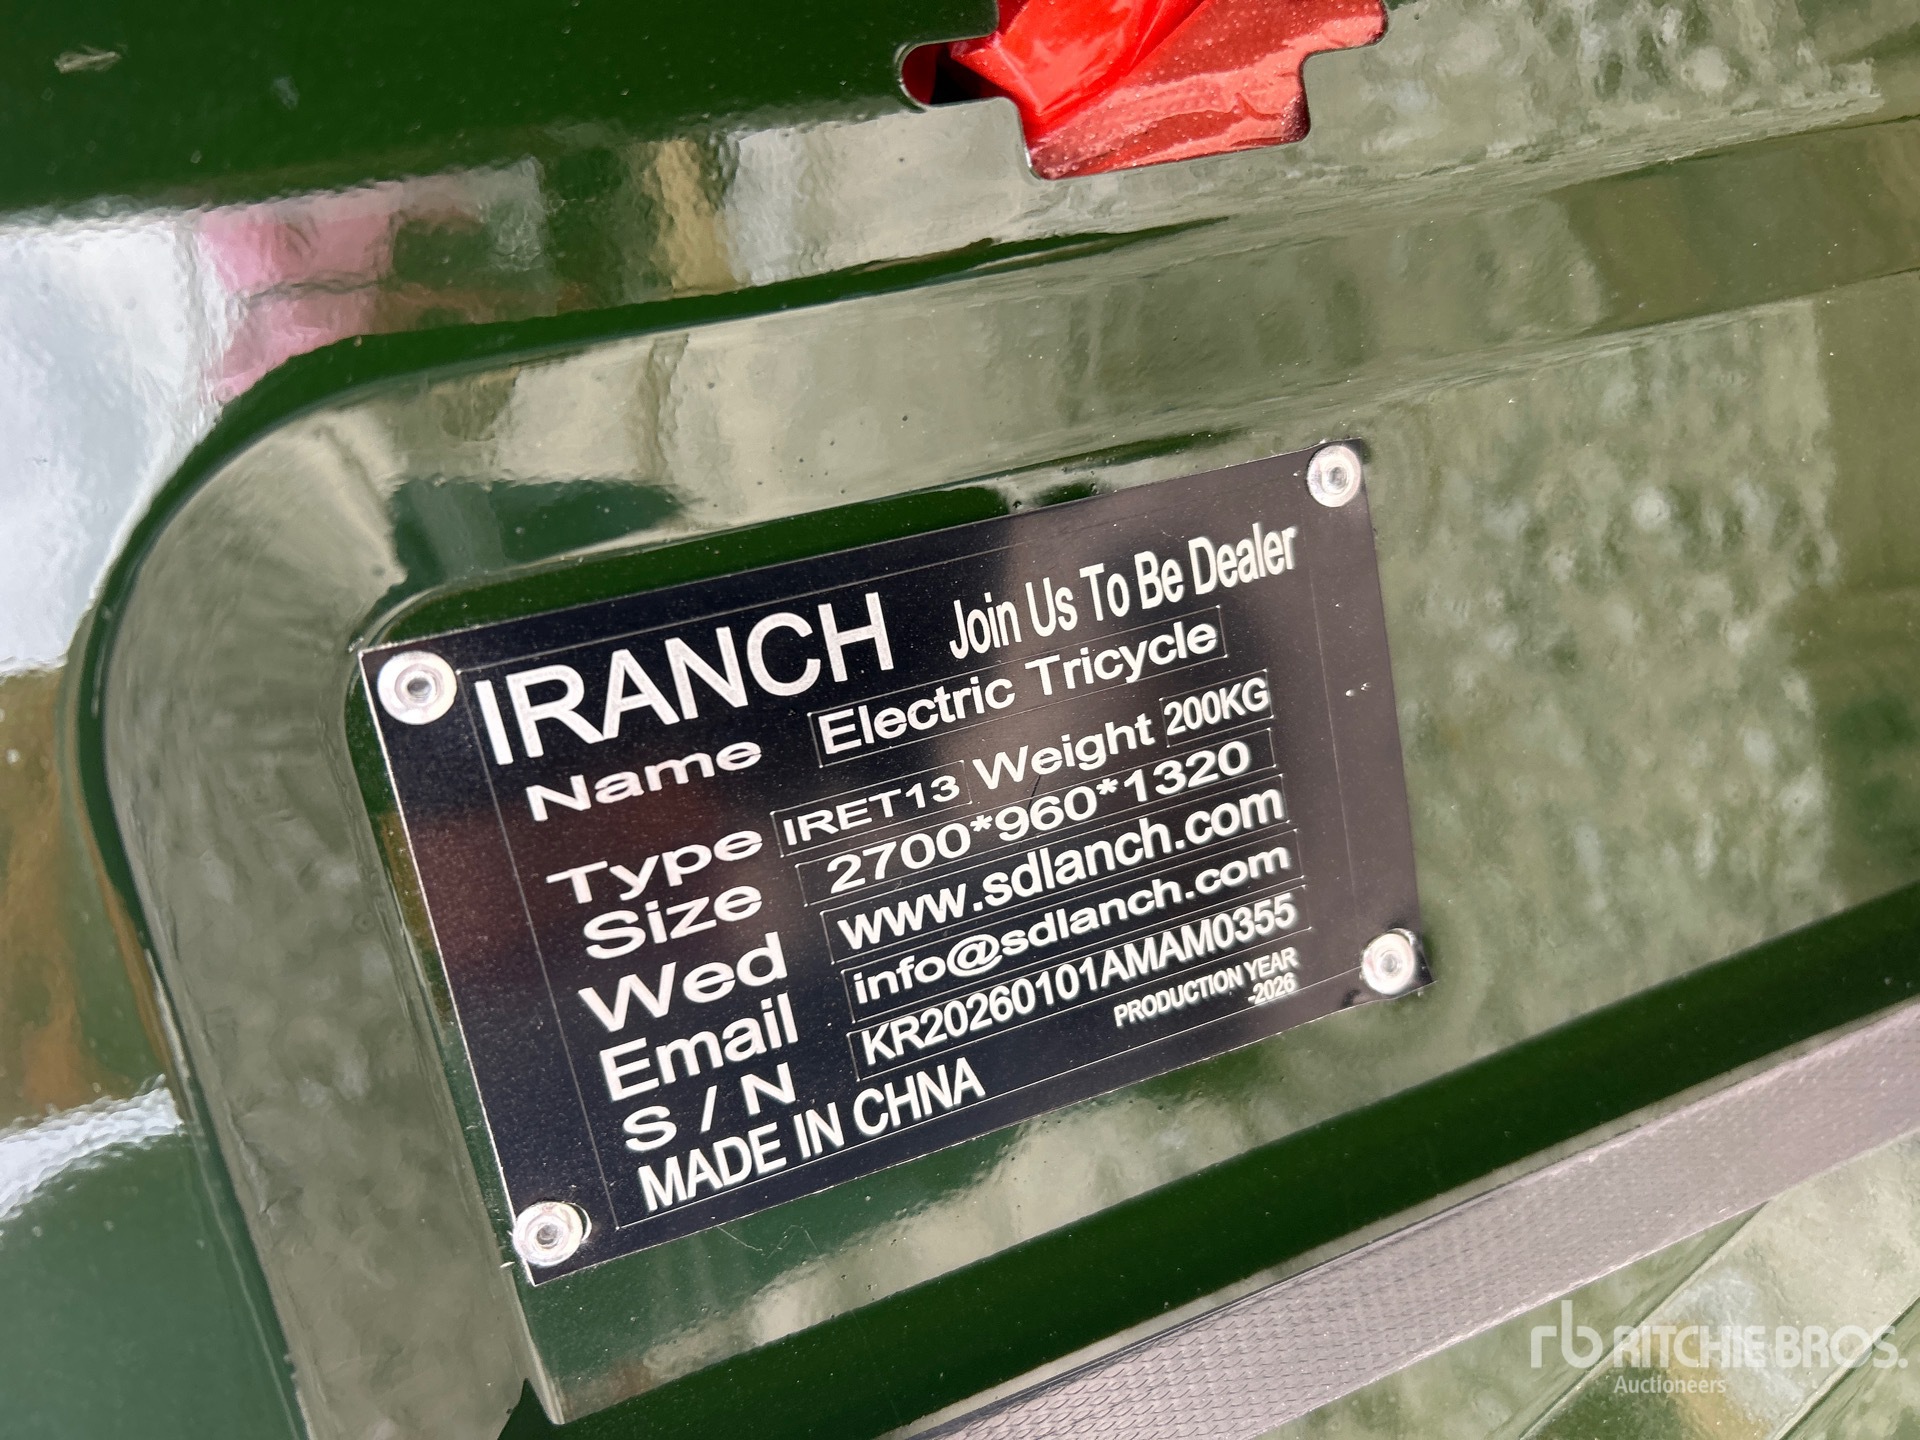 IRANCH Join Us To Be Dealer
Name Electric Tricycle
Type IRET13 Weight 200KG
Size 2700*960*1320
Wed www.sdlanch.com
Email info@sdlanch.com
S / N KR20260101AMAM0355
MADE IN CHNA PRODUCTION YEAR
-2026
rb RITCHIE BROS.
Auctioneers